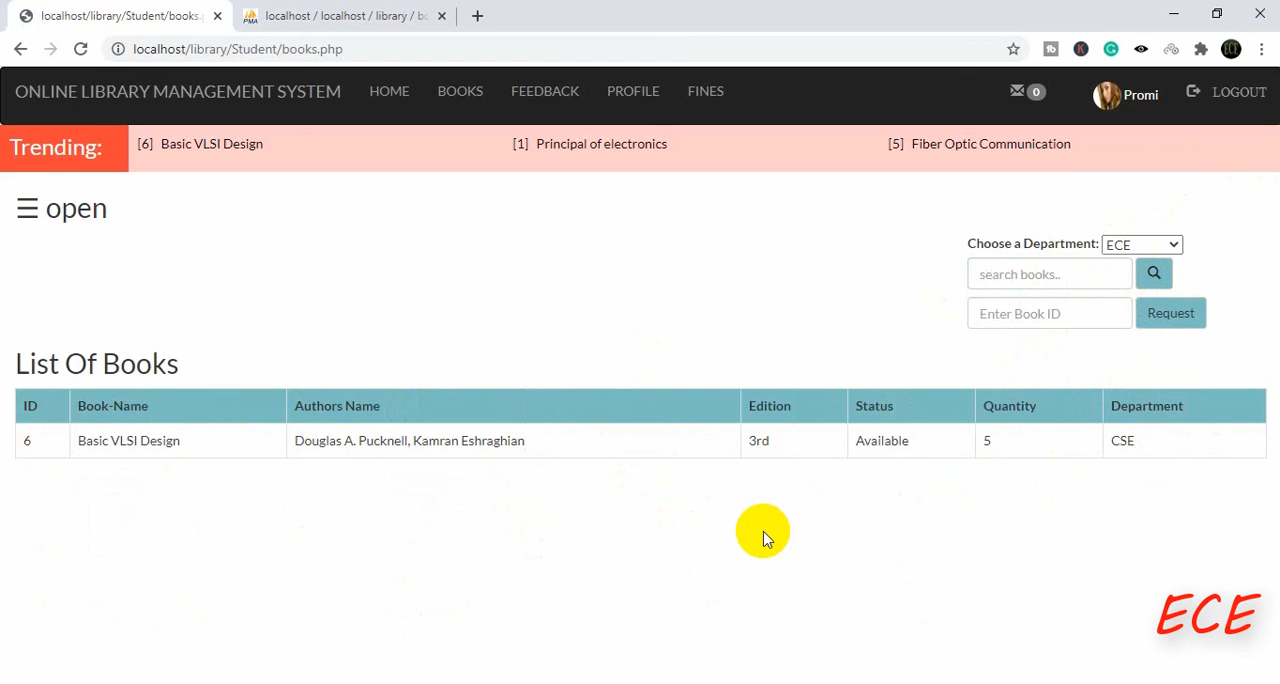 localhost/library/Student/books.
localhost / localhost / library / bo
localhost/library/Student/books.php
ONLINE LIBRARY MANAGEMENT SYSTEM HOME BOOKS FEEDBACK PROFILE FINES 0 Promi LOGOUT
Trending: [6] Basic VLSI Design [1] Principal of electronics [5] Fiber Optic Communication
☰ open
Choose a Department: ECE
search books..
Enter Book ID Request
List Of Books
ID Book-Name Authors Name Edition Status Quantity Department
6 Basic VLSI Design Douglas A. Pucknell, Kamran Eshraghian 3rd Available 5 CSE
ECE